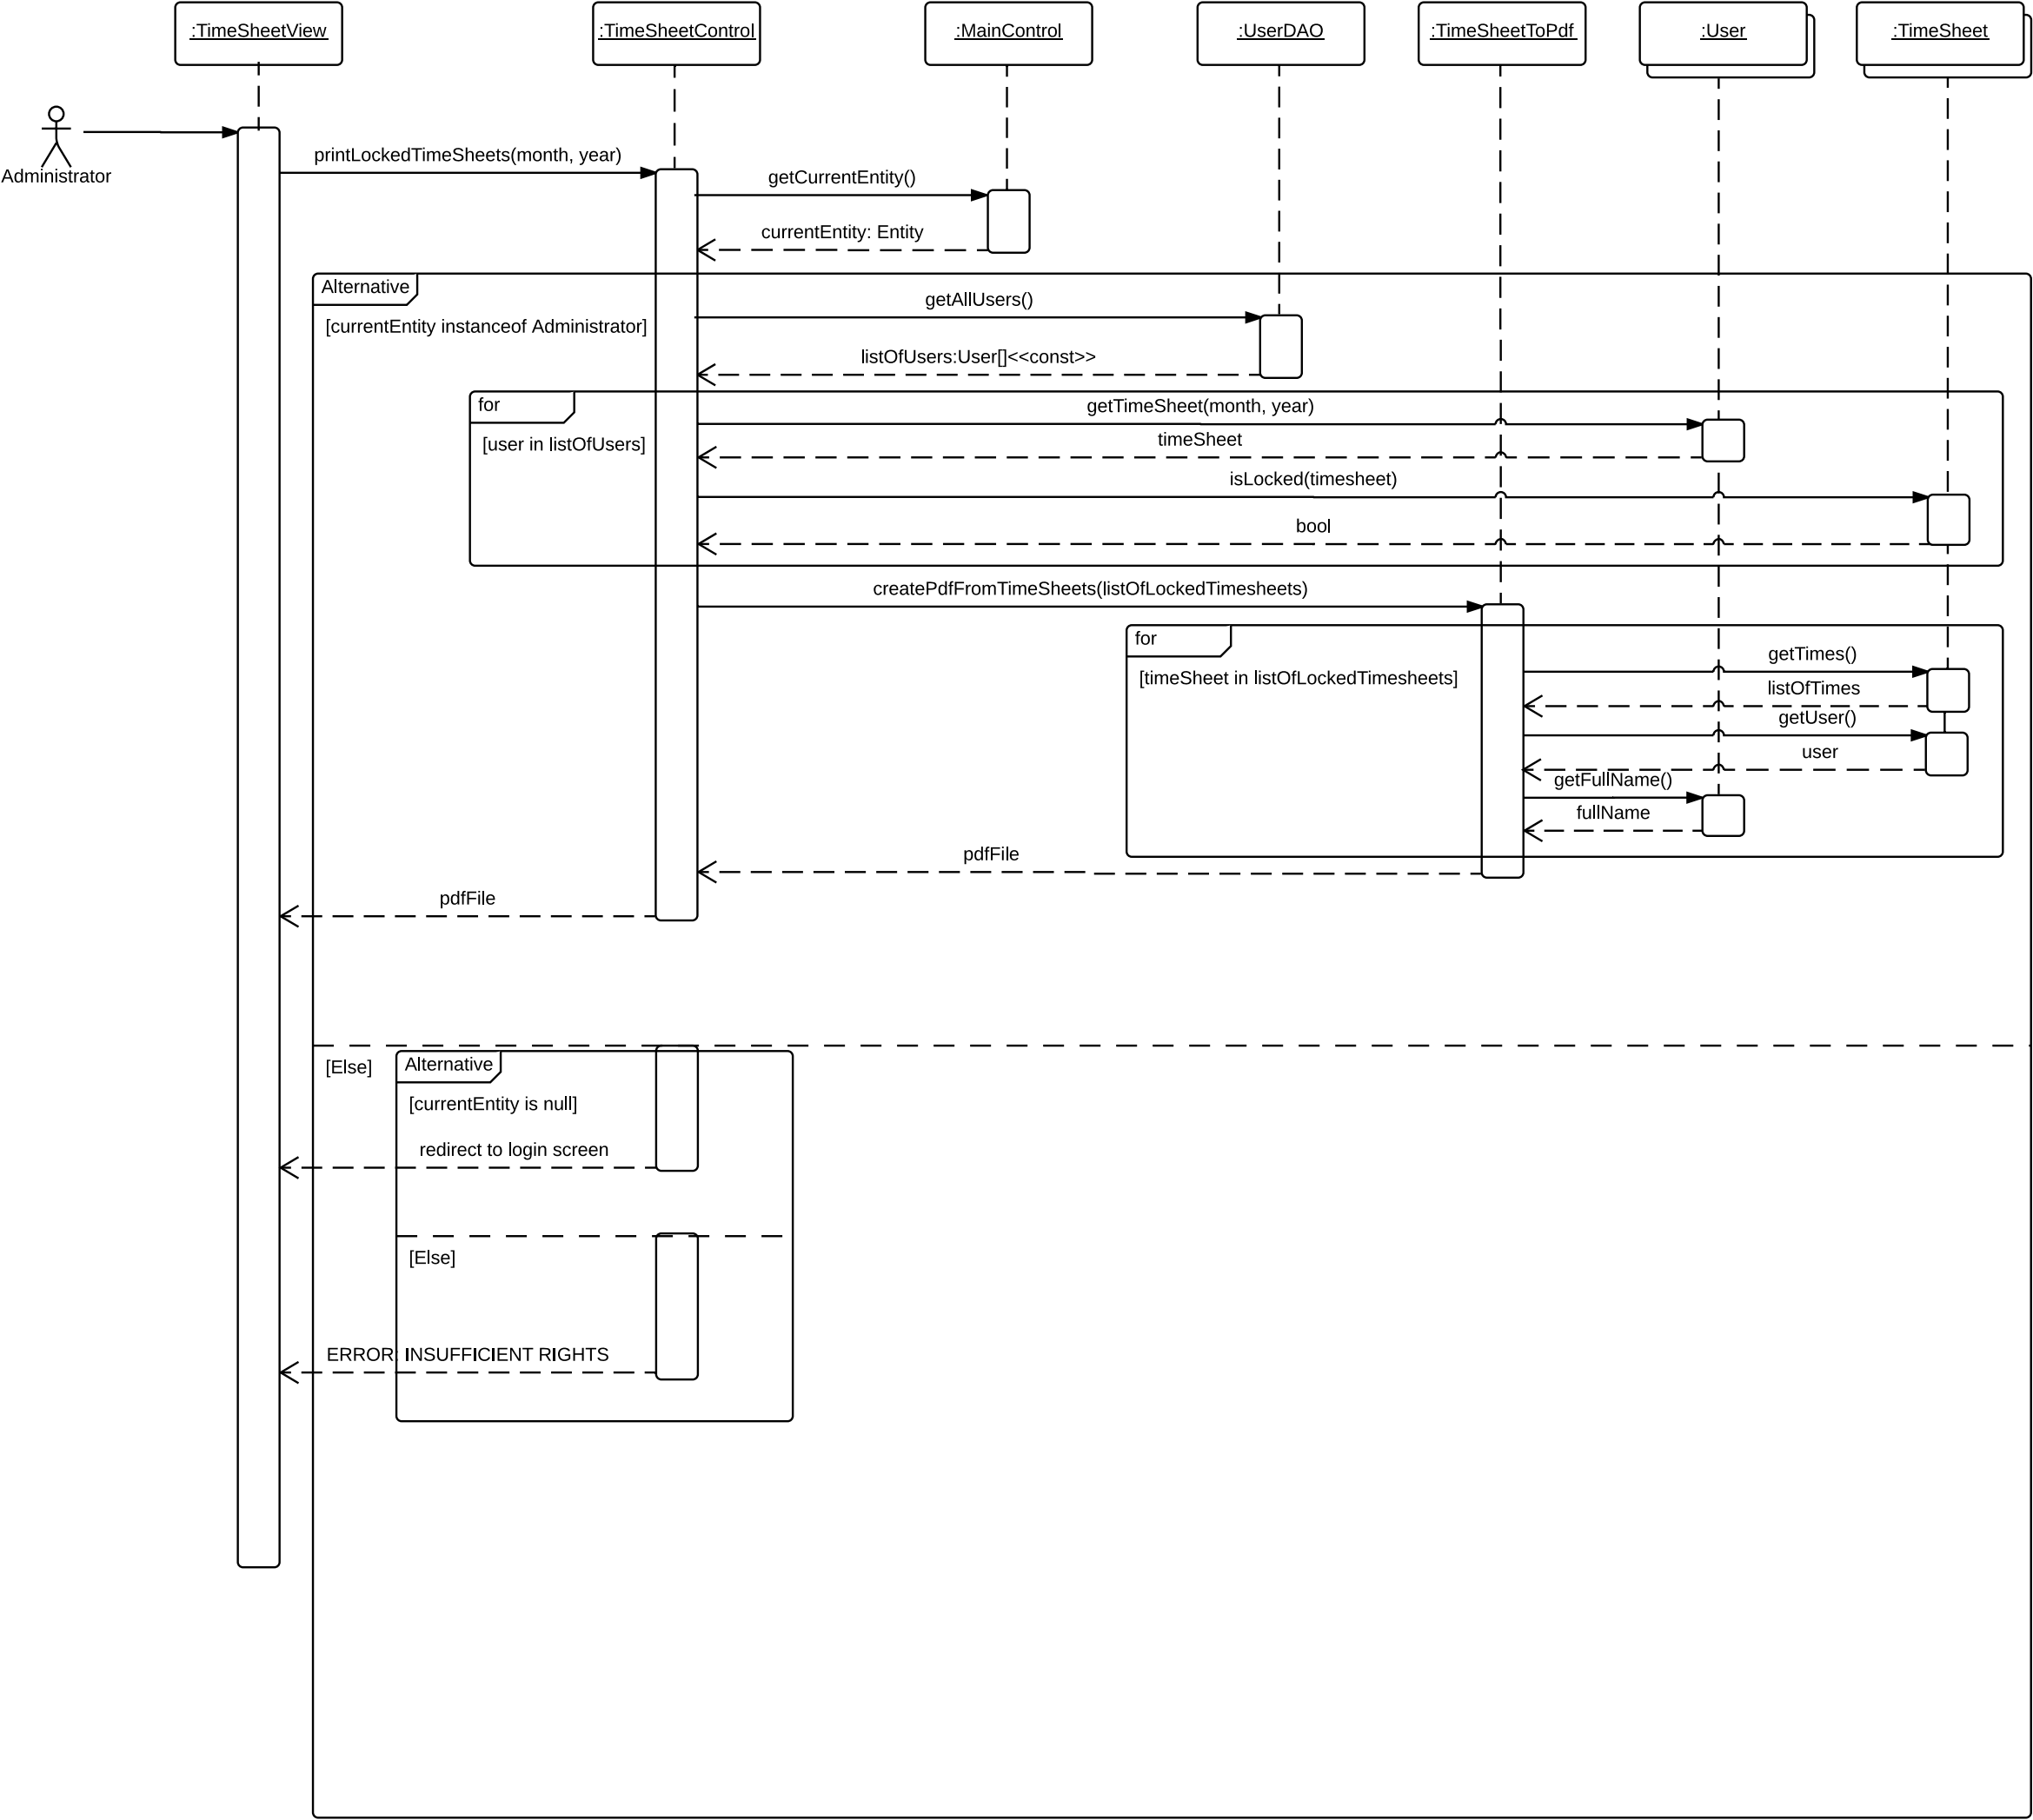 :TimeSheetView
:TimeSheetControl
:MainControl
:UserDAO
:TimeSheetToPdf
:User
:TimeSheet
Administrator
printLockedTimeSheets(month, year)
getCurrentEntity()
currentEntity: Entity
Alternative
[currentEntity instanceof Administrator]
getAllUsers()
listOfUsers:User[]<<const>>
for
[user in listOfUsers]
getTimeSheet(month, year)
timeSheet
isLocked(timesheet)
bool
createPdfFromTimeSheets(listOfLockedTimesheets)
for
[timeSheet in listOfLockedTimesheets]
getTimes()
listOfTimes
getUser()
user
getFullName()
fullName
pdfFile
pdfFile
[Else]
Alternative
[currentEntity is null]
redirect to login screen
[Else]
ERROR: INSUFFICIENT RIGHTS